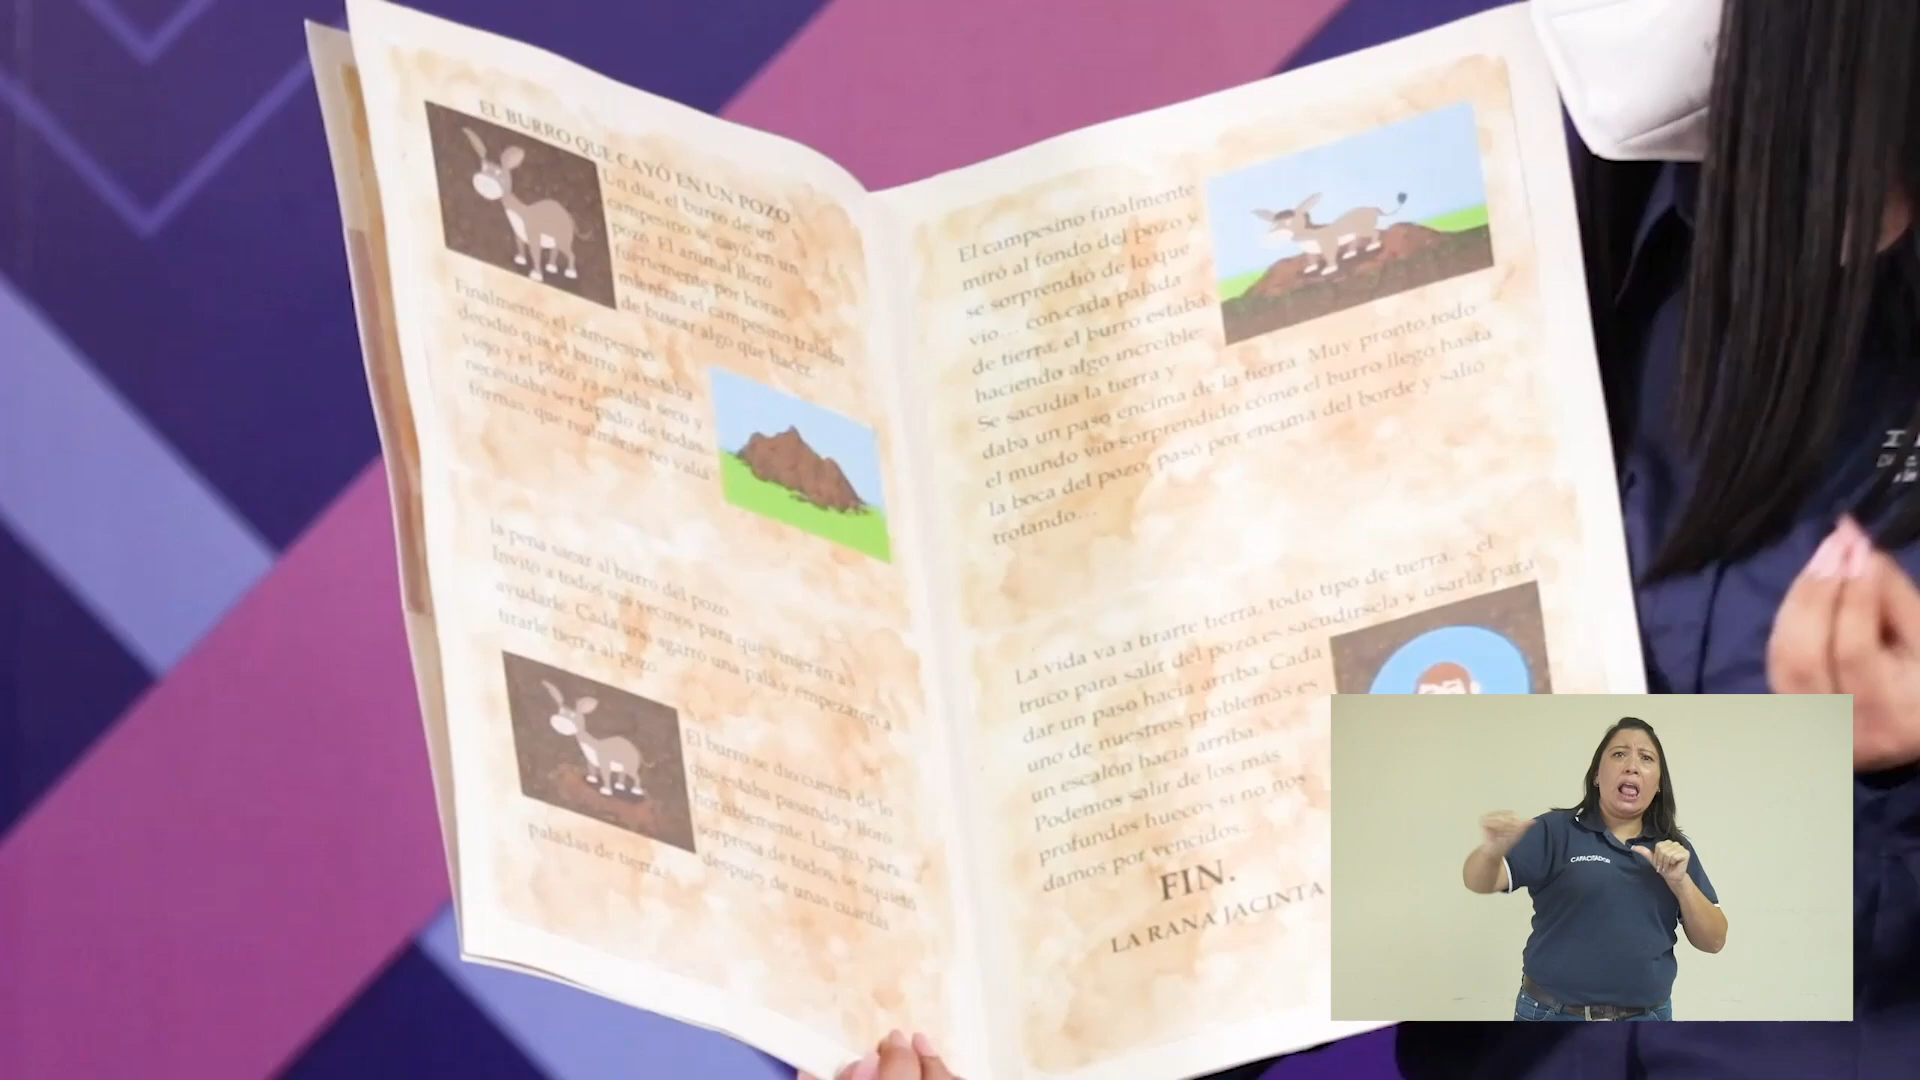 EL BURRO QUE CAYÓ EN UN POZO
Un día, el burro de un
campesino se cayó en un
pozo. El animal lloró
fuertemente por horas,
mientras el campesino trataba
de buscar algo que hacer.
Finalmente, el campesino
decidió que el burro ya estaba
viejo y el pozo ya estaba seco y
necesitaba ser tapado de todas
formas, que realmente no valía
la pena sacar al burro del pozo.
Invitó a todos sus vecinos para que vinieran a
ayudarle. Cada uno agarró una pala y empezaron a
tirarle tierra al pozo.
El burro se dio cuenta de lo
que estaba pasando y lloró
horriblemente. Luego, para
sorpresa de todos, se aquietó
después de unas cuantas
paladas de tierra.
El campesino finalmente
miró al fondo del pozo y
se sorprendió de lo que
vio... con cada palada
de tierra, el burro estaba
haciendo algo increíble:
Se sacudía la tierra y
daba un paso encima de la tierra. Muy pronto todo
el mundo vio sorprendido cómo el burro llegó hasta
la boca del pozo, pasó por encima del borde y salió
trotando...
La vida va a tirarte tierra, todo tipo de tierra... el
truco para salir del pozo es sacudírsela y usarla para
dar un paso hacia arriba. Cada
uno de nuestros problemas es
un escalón hacia arriba.
Podemos salir de los más
profundos huecos si no nos
damos por vencidos...
FIN.
LA RANA JACINTA
CAPACITADOR